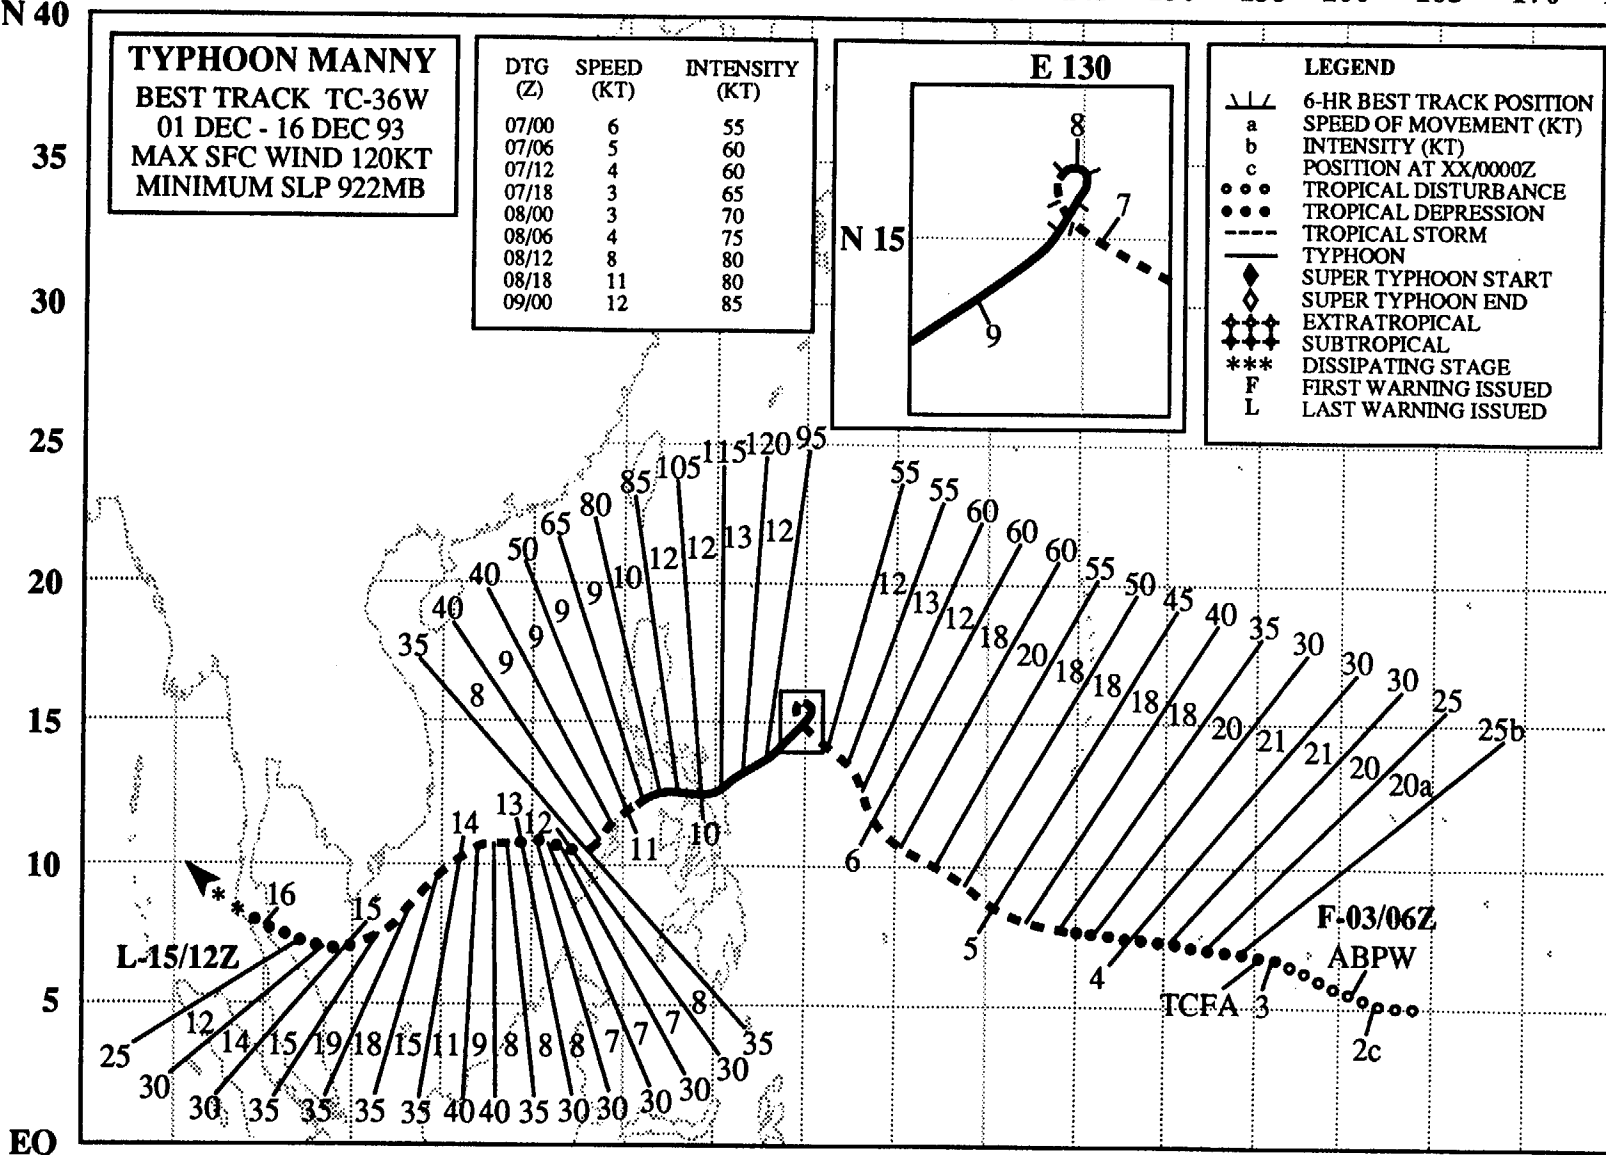 N 40
35
30
25
20
15
10
5
EO
170
TYPHOON MANNY
BEST TRACK TC-36W
01 DEC - 16 DEC 93
MAX SFC WIND 120KT
MINIMUM SLP 922MB
DTG SPEED INTENSITY
(Z) (KT) (KT)
07/00 6 55
07/06 5 60
07/12 4 60
07/18 3 65
08/00 3 70
08/06 4 75
08/12 8 80
08/18 11 80
09/00 12 85
E 130
8
7
N 15
9
LEGEND
6-HR BEST TRACK POSITION
a SPEED OF MOVEMENT (KT)
b INTENSITY (KT)
c POSITION AT XX/0000Z
TROPICAL DISTURBANCE
TROPICAL DEPRESSION
TROPICAL STORM
TYPHOON
SUPER TYPHOON START
SUPER TYPHOON END
EXTRATROPICAL
SUBTROPICAL
*** DISSIPATING STAGE
F FIRST WARNING ISSUED
L LAST WARNING ISSUED
35 40 40 50 65 80 85 105 115 120 95
8 9 9 9 9 10 12 12 13 12
55 55 60 60 60 55 50 45 40 35 30 30 30 25 25b
12 13 12 18 20 18 18 18 18 20 21 21 20 20a
16 15 14 13 12 11 10
6 5 4 3 2c
F-03/06Z
ABPW
TCFA
L-15/12Z
* *
12 14 15 19 18 15 11 9 8 8 8 7 7 7 8
25 30 30 35 35 35 35 40 40 35 30 30 30 30 30 35